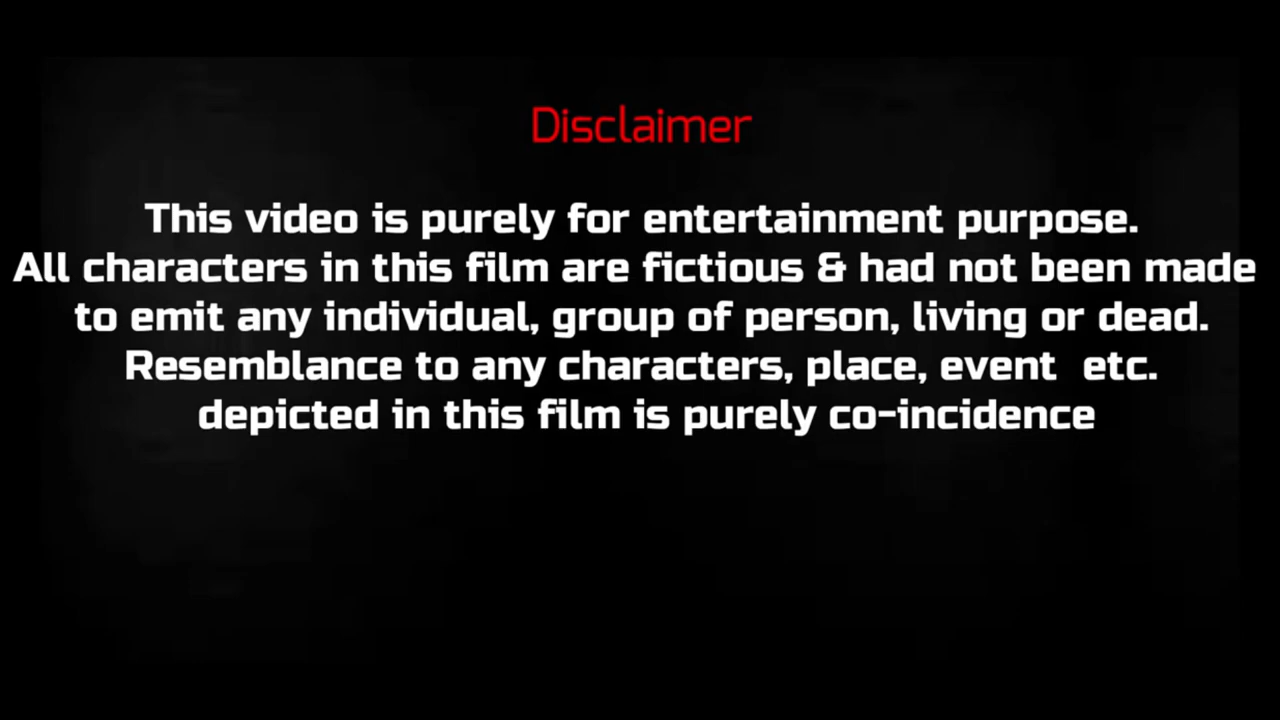 Disclaimer
This video is purely for entertainment purpose.
All characters in this film are fictious & had not been made
to emit any individual, group of person, living or dead.
Resemblance to any characters, place, event  etc.
depicted in this film is purely co-incidence